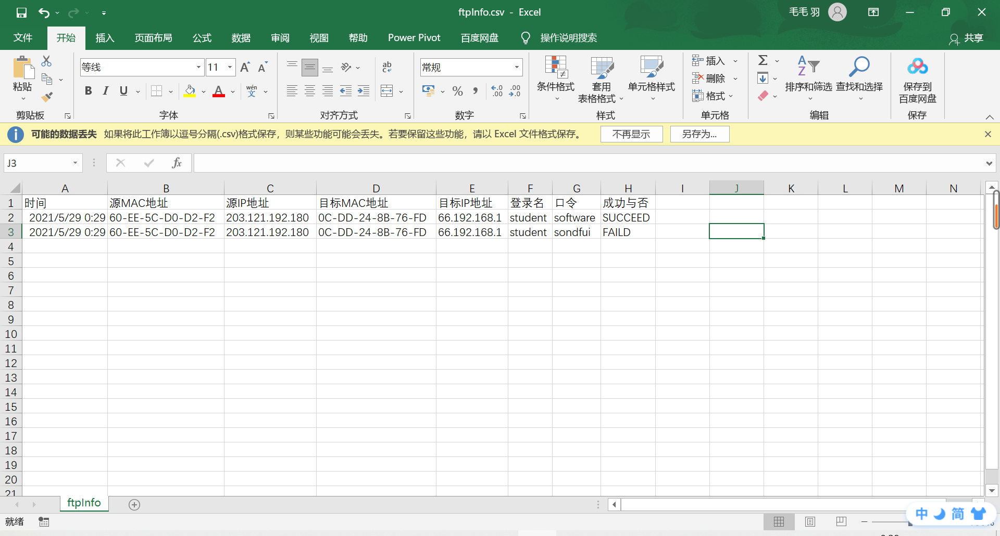 ftpInfo.csv - Excel
毛毛 羽
文件 开始 插入 页面布局 公式 数据 审阅 视图 帮助 Power Pivot 百度网盘 操作说明搜索 共享
粘贴
剪贴板
等线 11
B I U A wén 文
字体
ab c
对齐方式
常规
% , .00 .0
数字
条件格式 套用 表格格式 单元格样式
样式
插入
删除
格式
单元格
排序和筛选 查找和选择
编辑
保存到 百度网盘
保存
可能的数据丢失 如果将此工作簿以逗号分隔(.csv)格式保存，则某些功能可能会丢失。若要保留这些功能，请以 Excel 文件格式保存。 不再显示 另存为...
J3 fx
A B C D E F G H I J K L M N
1 时间 源MAC地址 源IP地址 目标MAC地址 目标IP地址 登录名 口令 成功与否
2 2021/5/29 0:29 60-EE-5C-D0-D2-F2 203.121.192.180 0C-DD-24-8B-76-FD 66.192.168.1 student software SUCCEED
3 2021/5/29 0:29 60-EE-5C-D0-D2-F2 203.121.192.180 0C-DD-24-8B-76-FD 66.192.168.1 student sondfui FAILD
4
5
6
7
8
9
10
11
12
13
14
15
16
17
18
19
20
21
ftpInfo
就绪
中 简